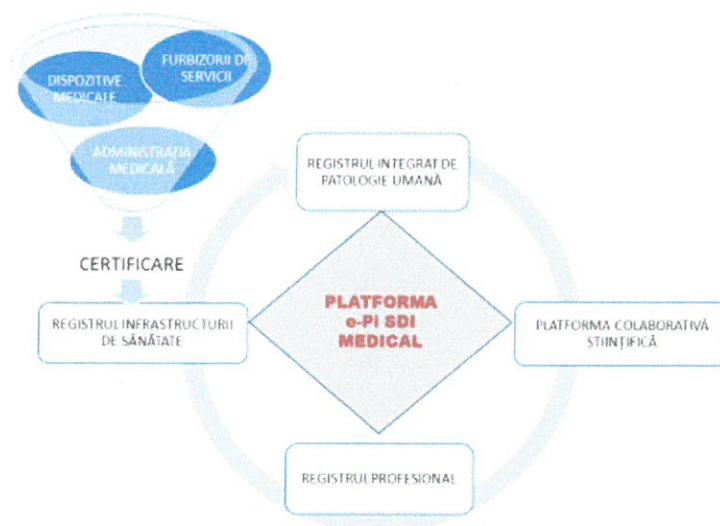 FURBIZORII DE
SERVICII
DISPOZITIVE
MEDICALE
ADMINISTRAȚIA
MEDICALĂ
CERTIFICARE
REGISTRUL INTEGRAT DE
PATOLOGIE UMANĂ
REGISTRUL INFRASTRUCTURII
DE SĂNĂTATE
PLATFORMA
e-Pi SDI
MEDICAL
PLATFORMA COLABORATIVĂ
ȘTIINȚIFICĂ
REGISTRUL PROFESIONAL